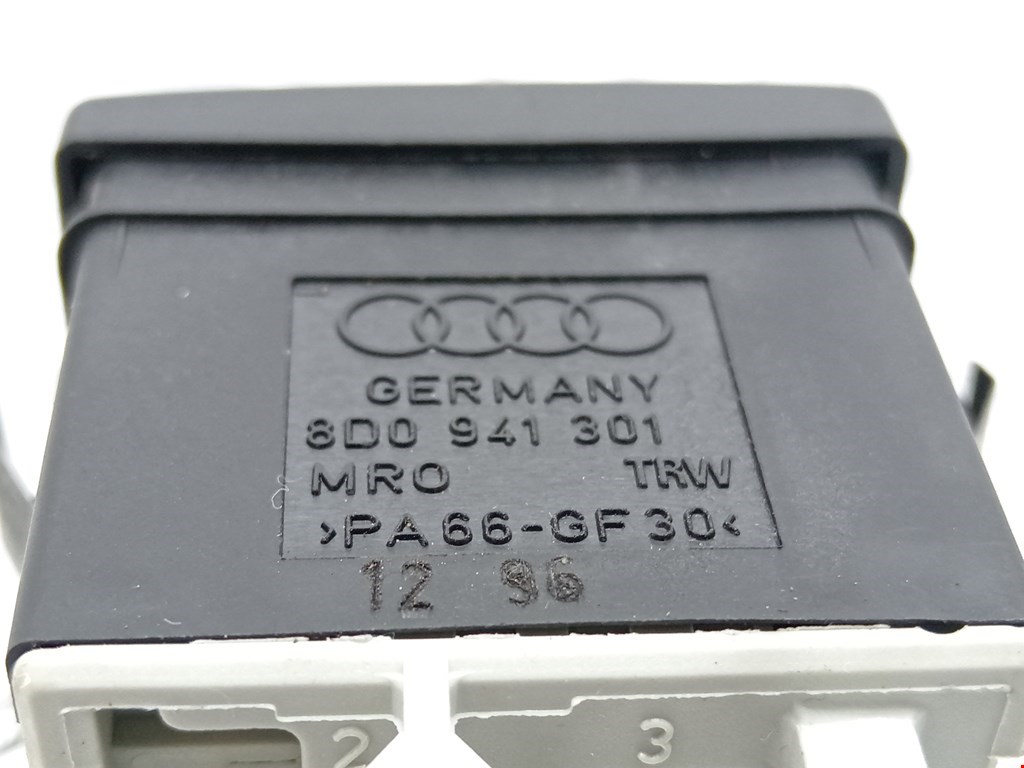 GERMANY
8D0 941 301
MRO TRW
>PA66-GF30<
12 96
2 3